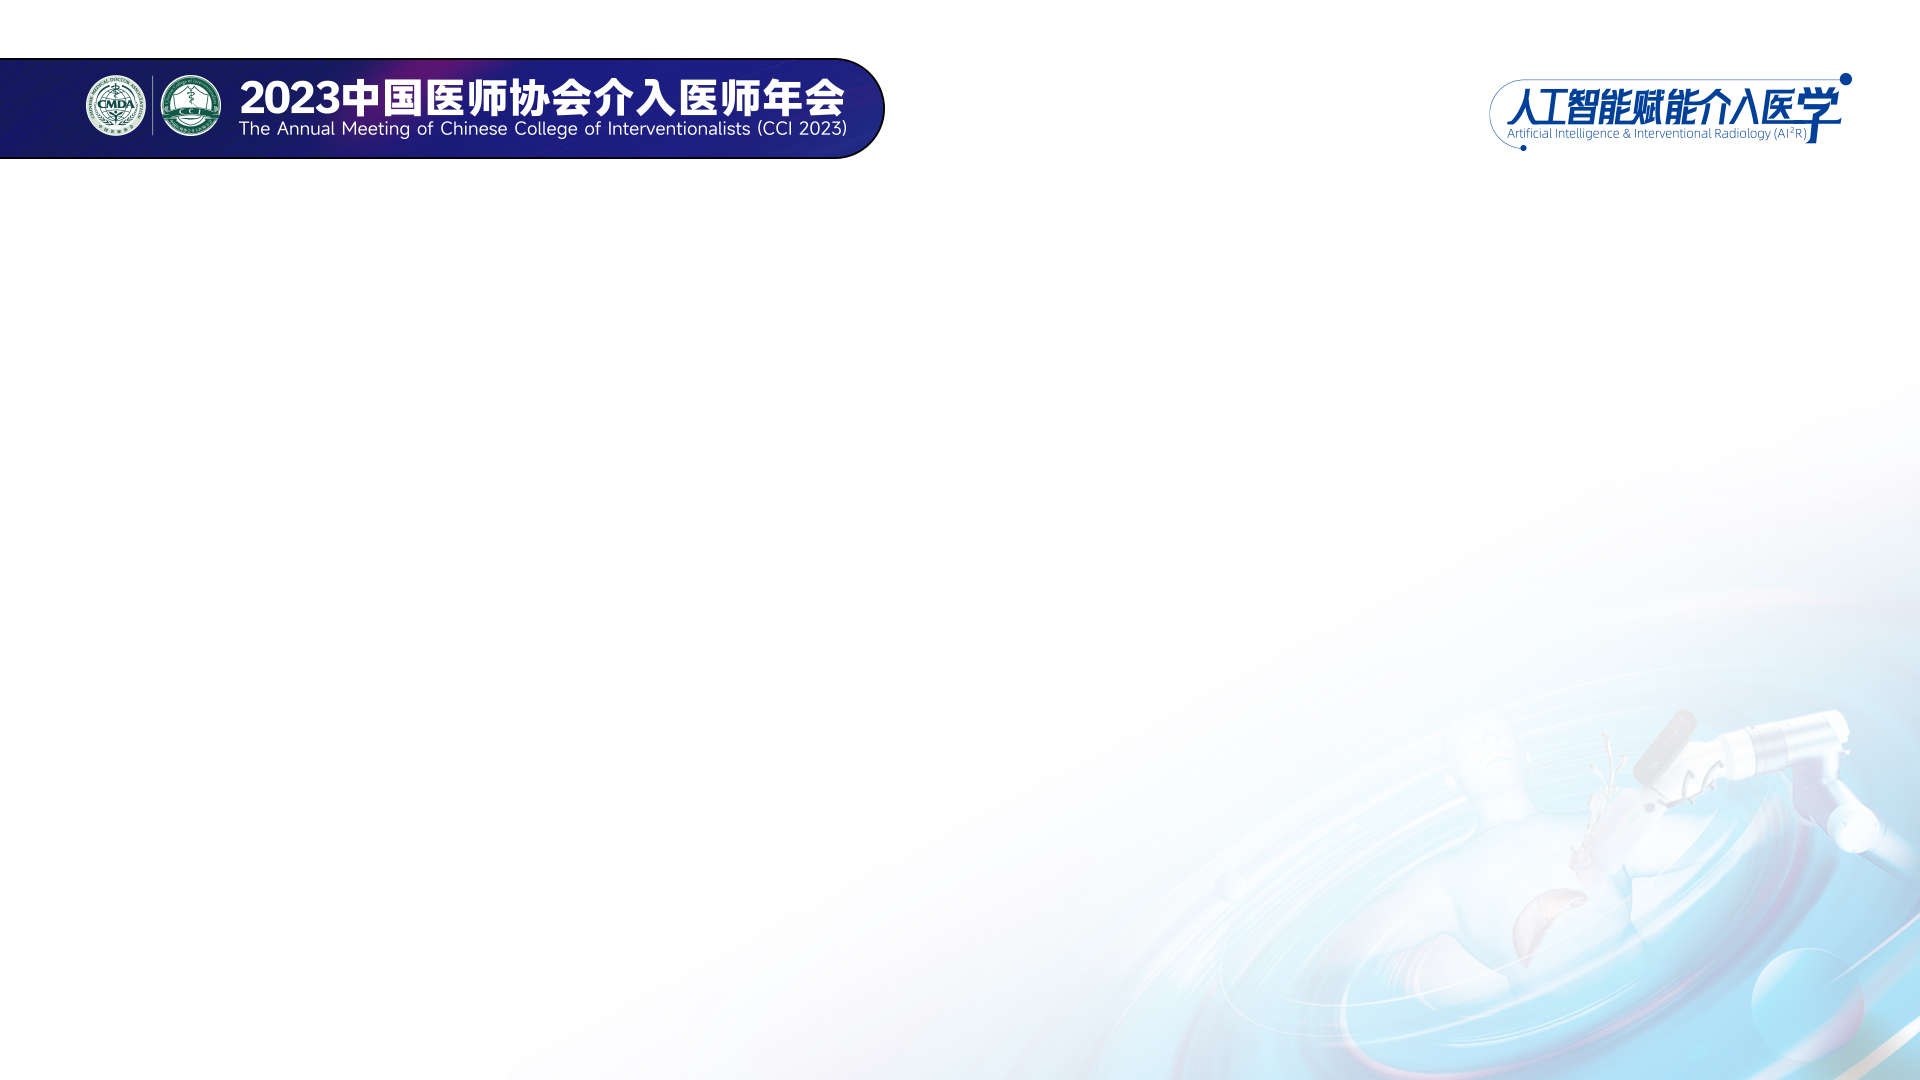 CMDA
CCI
2023中国医师协会介入医师年会
The Annual Meeting of Chinese College of Interventionalists (CCI 2023)
人工智能赋能介入医学
Artificial Intelligence & Interventional Radiology (AI²R)